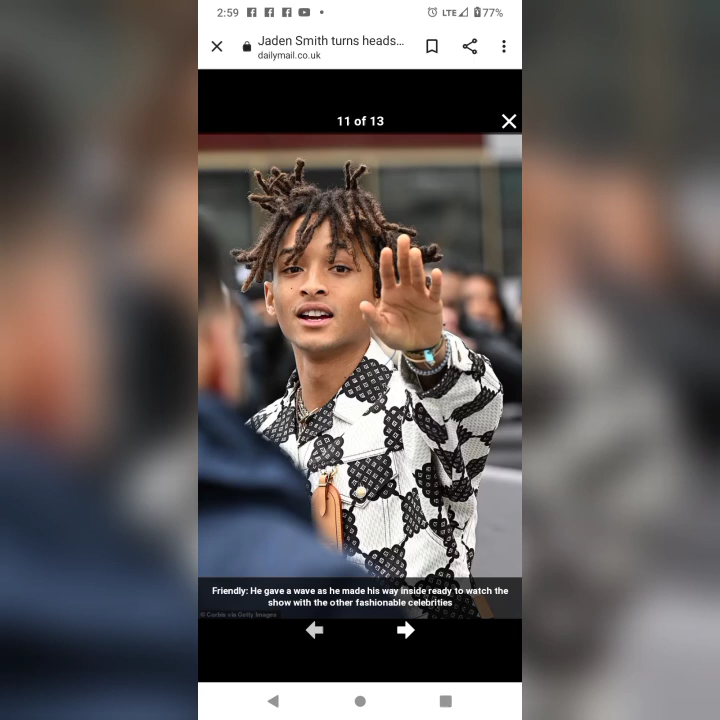 2:59
LTE
77%
Jaden Smith turns heads...
dailymail.co.uk
11 of 13
Friendly: He gave a wave as he made his way inside ready to watch the
show with the other fashionable celebrities
© Corbis via Getty Images